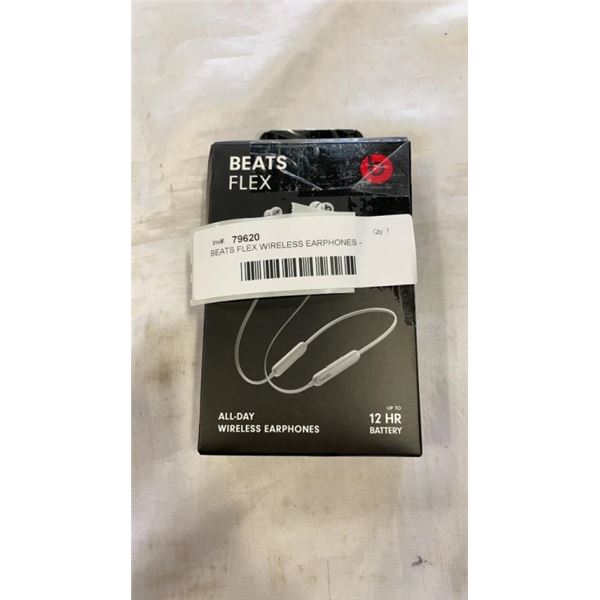 BEATS
FLEX
Inv#: 79620
Qty: 1
BEATS FLEX WIRELESS EARPHONES -
ALL-DAY
WIRELESS EARPHONES
UP TO
12 HR
BATTERY